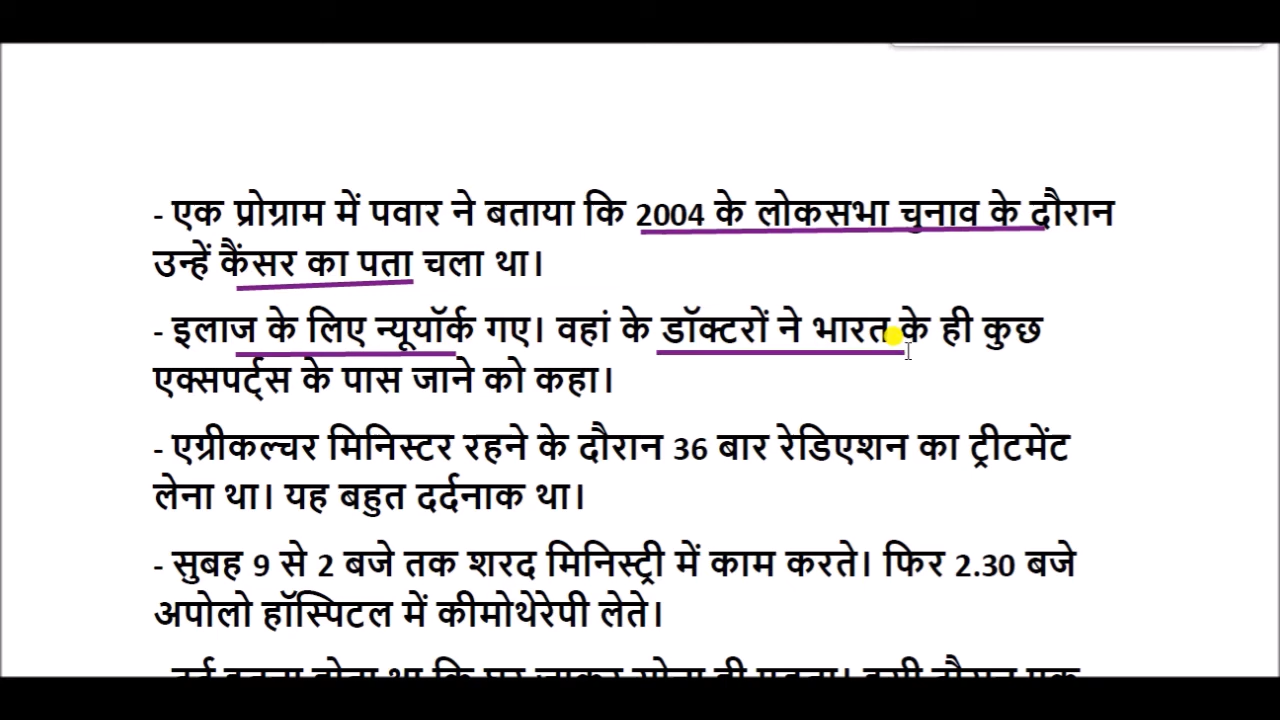 - एक प्रोग्राम में पवार ने बताया कि 2004 के लोकसभा चुनाव के दौरान
उन्हें कैंसर का पता चला था।
- इलाज के लिए न्यूयॉर्क गए। वहां के डॉक्टरों ने भारत के ही कुछ
एक्सपर्ट्स के पास जाने को कहा।
- एग्रीकल्चर मिनिस्टर रहने के दौरान 36 बार रेडिएशन का ट्रीटमेंट
लेना था। यह बहुत दर्दनाक था।
- सुबह 9 से 2 बजे तक शरद मिनिस्ट्री में काम करते। फिर 2.30 बजे
अपोलो हॉस्पिटल में कीमोथेरेपी लेते।